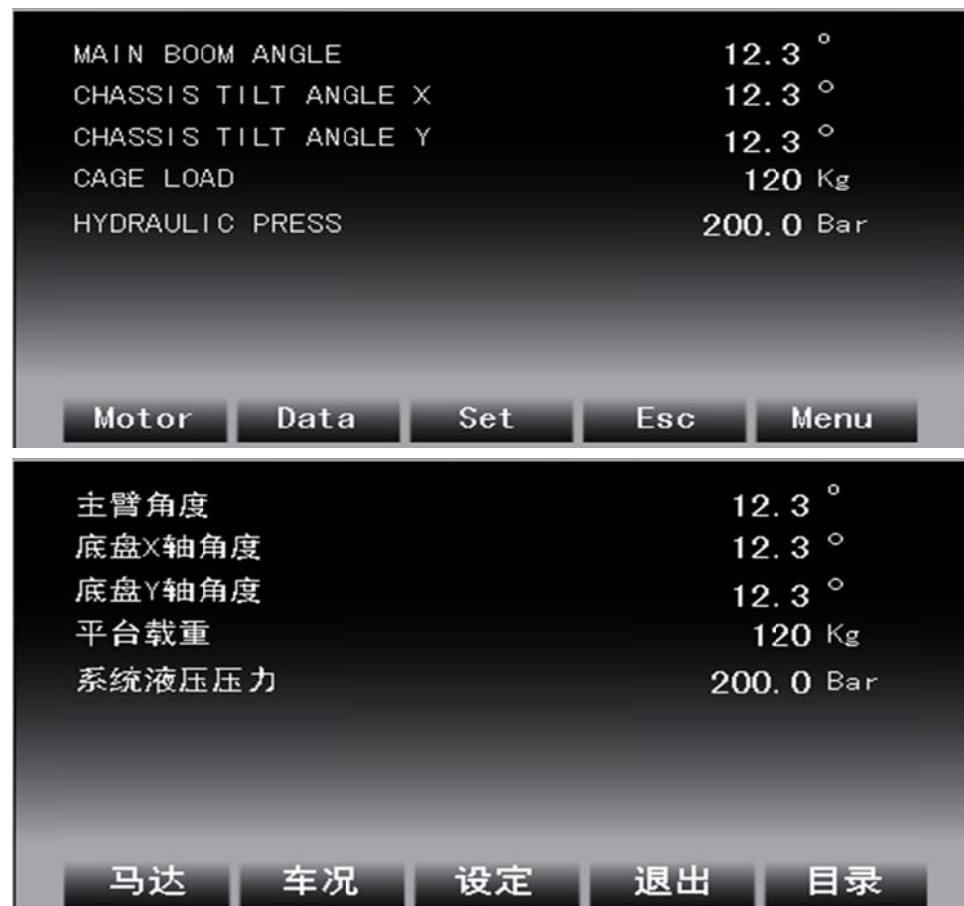 MAIN BOOM ANGLE 12.3 °
CHASSIS TILT ANGLE X 12.3 °
CHASSIS TILT ANGLE Y 12.3 °
CAGE LOAD 120 Kg
HYDRAULIC PRESS 200.0 Bar
Motor Data Set Esc Menu
主臂角度 12.3 °
底盘X轴角度 12.3 °
底盘Y轴角度 12.3 °
平台载重 120 Kg
系统液压压力 200.0 Bar
马达 车况 设定 退出 目录